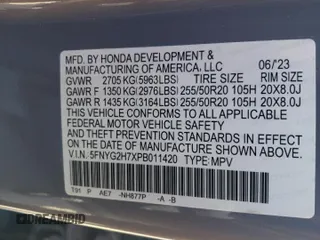 MFD. BY HONDA DEVELOPMENT &
MANUFACTURING OF AMERICA, LLC 06/'23
GVWR 2705 KG(5963LBS) TIRE SIZE RIM SIZE
GAWR F 1350 KG(2976LBS) 255/50R20 105H 20X8.0J
GAWR R 1435 KG(3164LBS) 255/50R20 105H 20X8.0J
THIS VEHICLE CONFORMS TO ALL APPLICABLE
FEDERAL MOTOR VEHICLE SAFETY
AND THEFT PREVENTION STANDARDS IN EFFECT
ON THE DATE OF MANUFACTURE SHOWN ABOVE.
V.I.N. 5FNYG2H7XPB011420 TYPE: MPV
T91 P AE7 -NH877P -A -B
DREAMBID